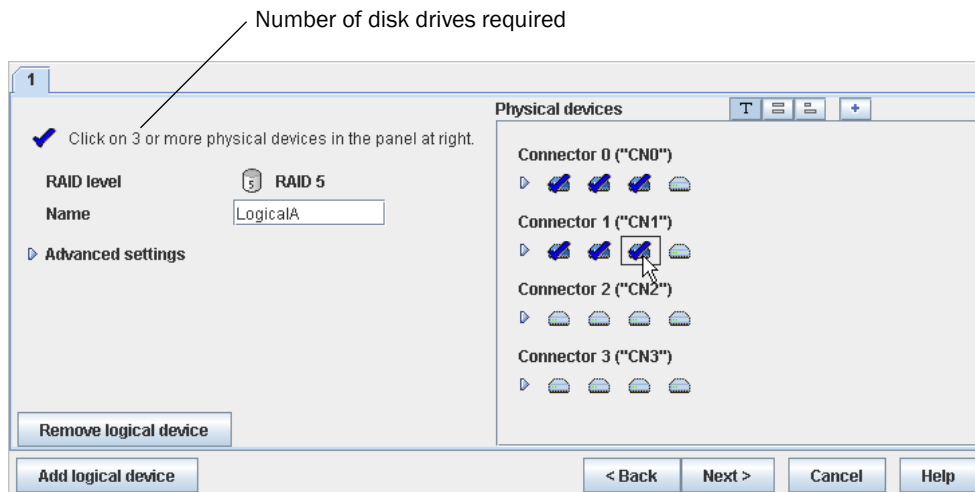 Number of disk drives required
1
Physical devices
T
+
Click on 3 or more physical devices in the panel at right.
Connector 0 ("CN0")
RAID level 5 RAID 5
Name LogicalA
Connector 1 ("CN1")
Advanced settings
Connector 2 ("CN2")
Connector 3 ("CN3")
Remove logical device
Add logical device < Back Next > Cancel Help